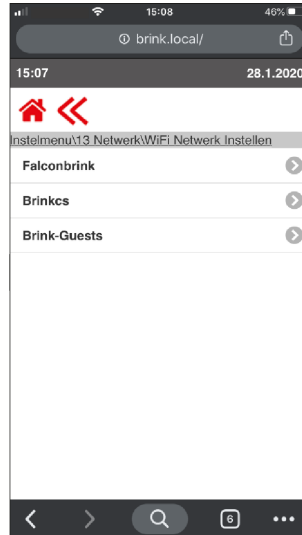 15:08
46%
brink.local/
15:07 28.1.2020
Instelmenu\13 Netwerk\WiFi Netwerk Instellen
Falconbrink
Brinkcs
Brink-Guests
6